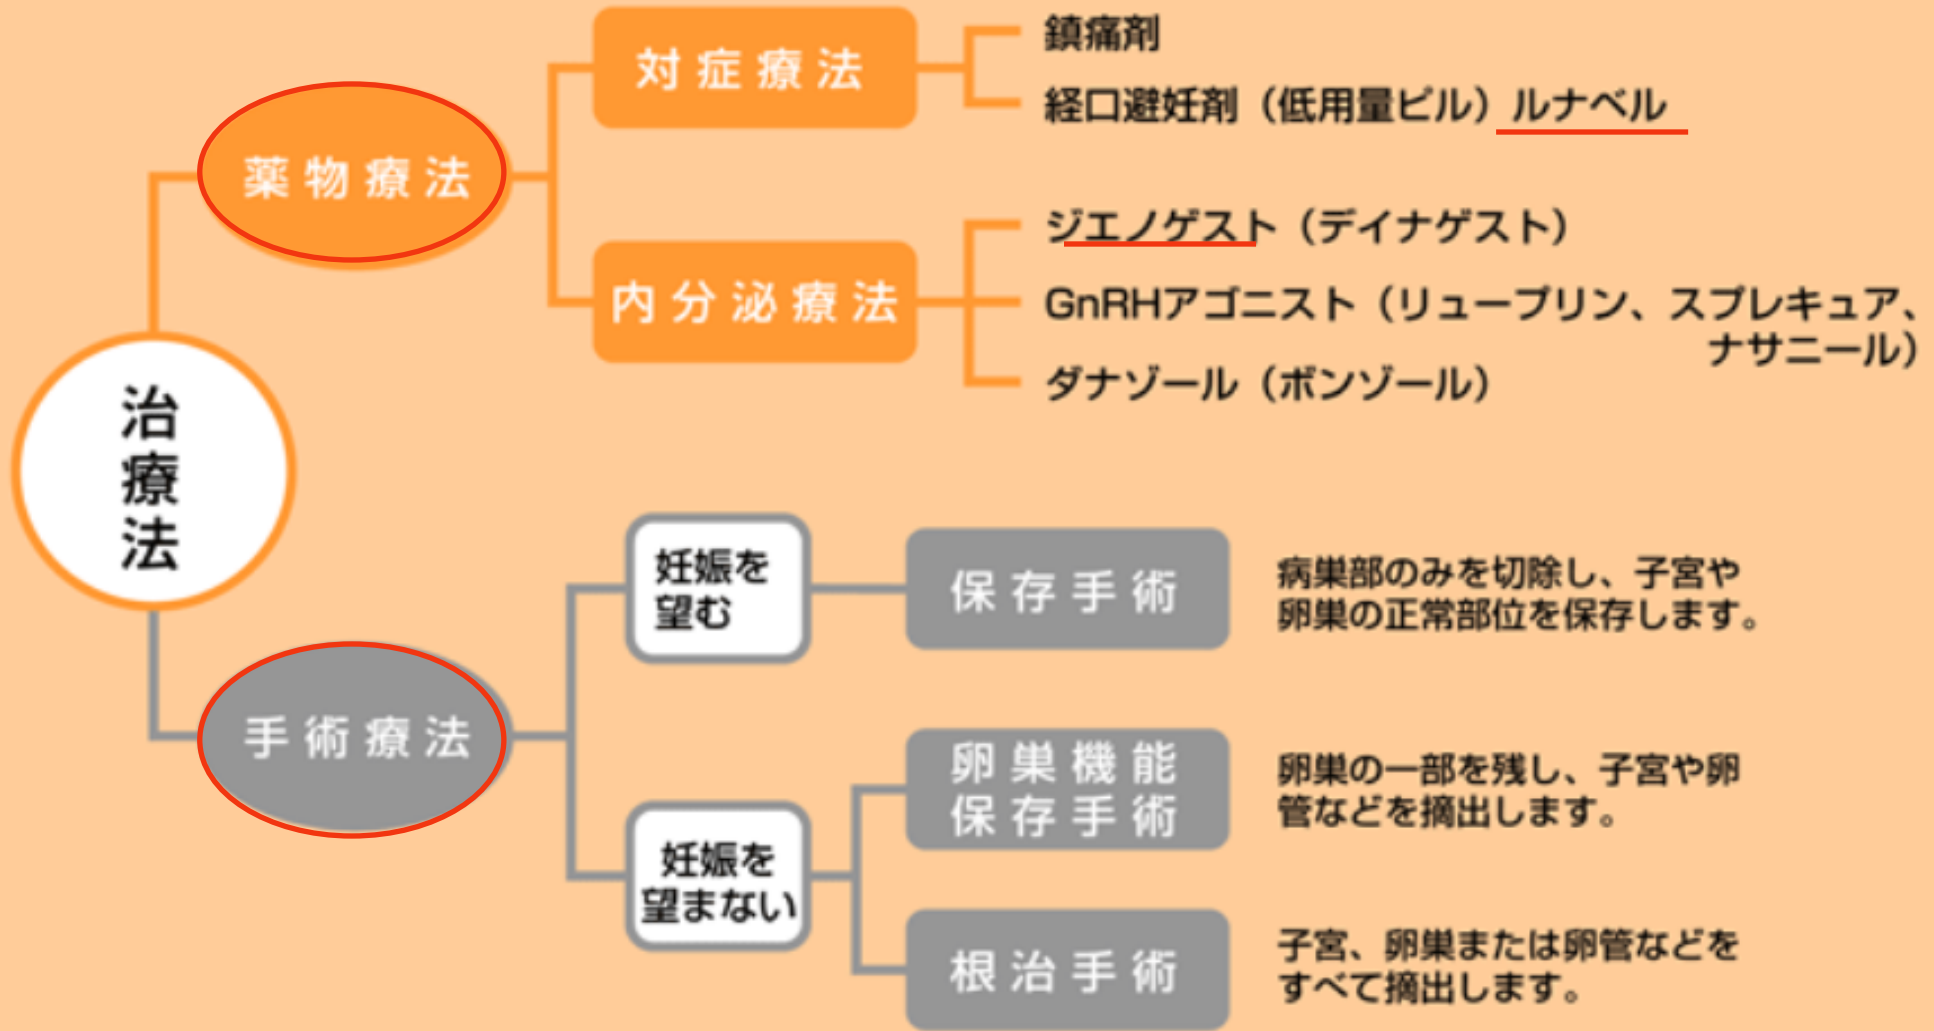 治療法
薬物療法
対症療法
鎮痛剤
経口避妊剤（低用量ピル）ルナベル
内分泌療法
ジエノゲスト（デイナゲスト）
GnRHアゴニスト（リュープリン、スプレキュア、
ナサニール）
ダナゾール（ボンゾール）
手術療法
妊娠を
望む
保存手術
病巣部のみを切除し、子宮や
卵巣の正常部位を保存します。
妊娠を
望まない
卵巣機能
保存手術
卵巣の一部を残し、子宮や卵
管などを摘出します。
根治手術
子宮、卵巣または卵管などを
すべて摘出します。